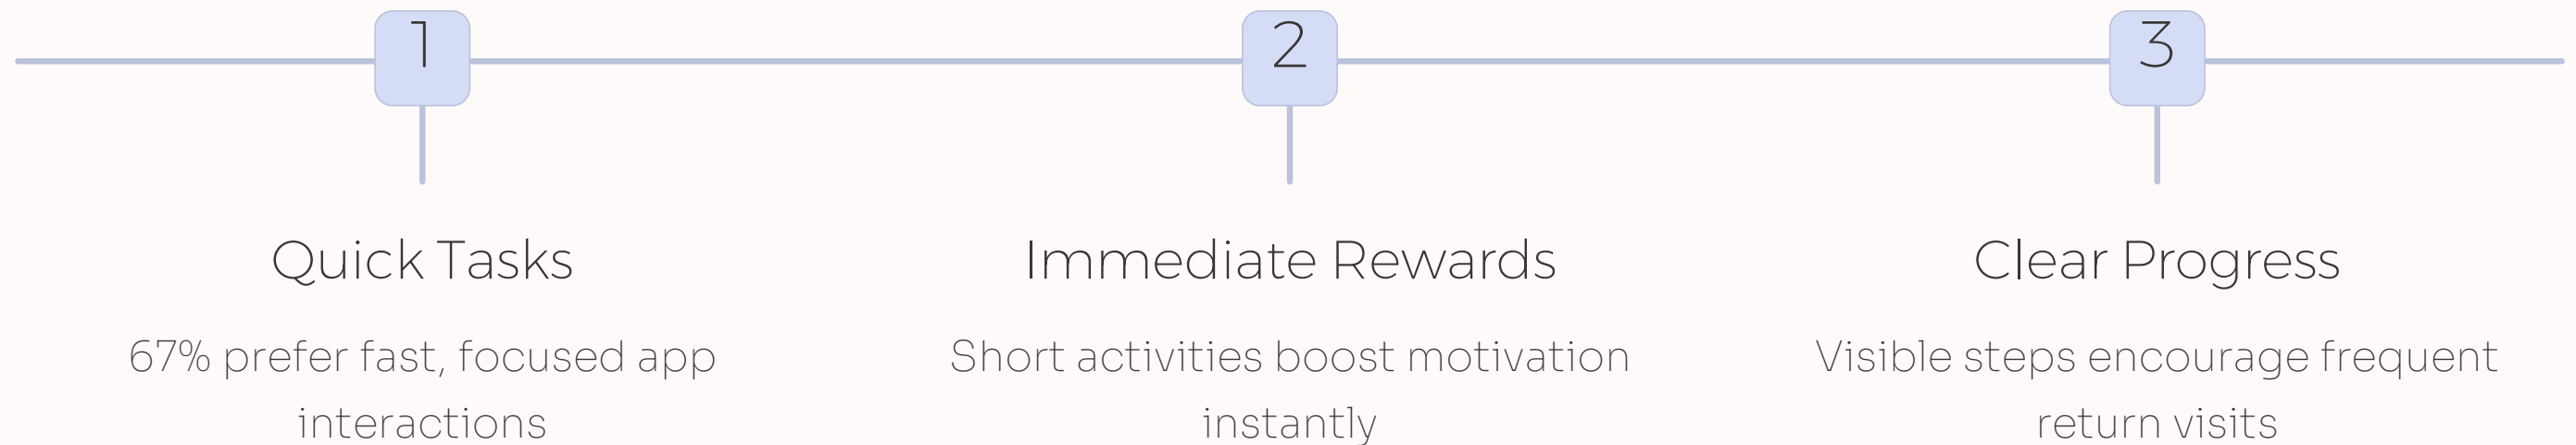 1
2
3
Quick Tasks
67% prefer fast, focused app
interactions
Immediate Rewards
Short activities boost motivation
instantly
Clear Progress
Visible steps encourage frequent
return visits